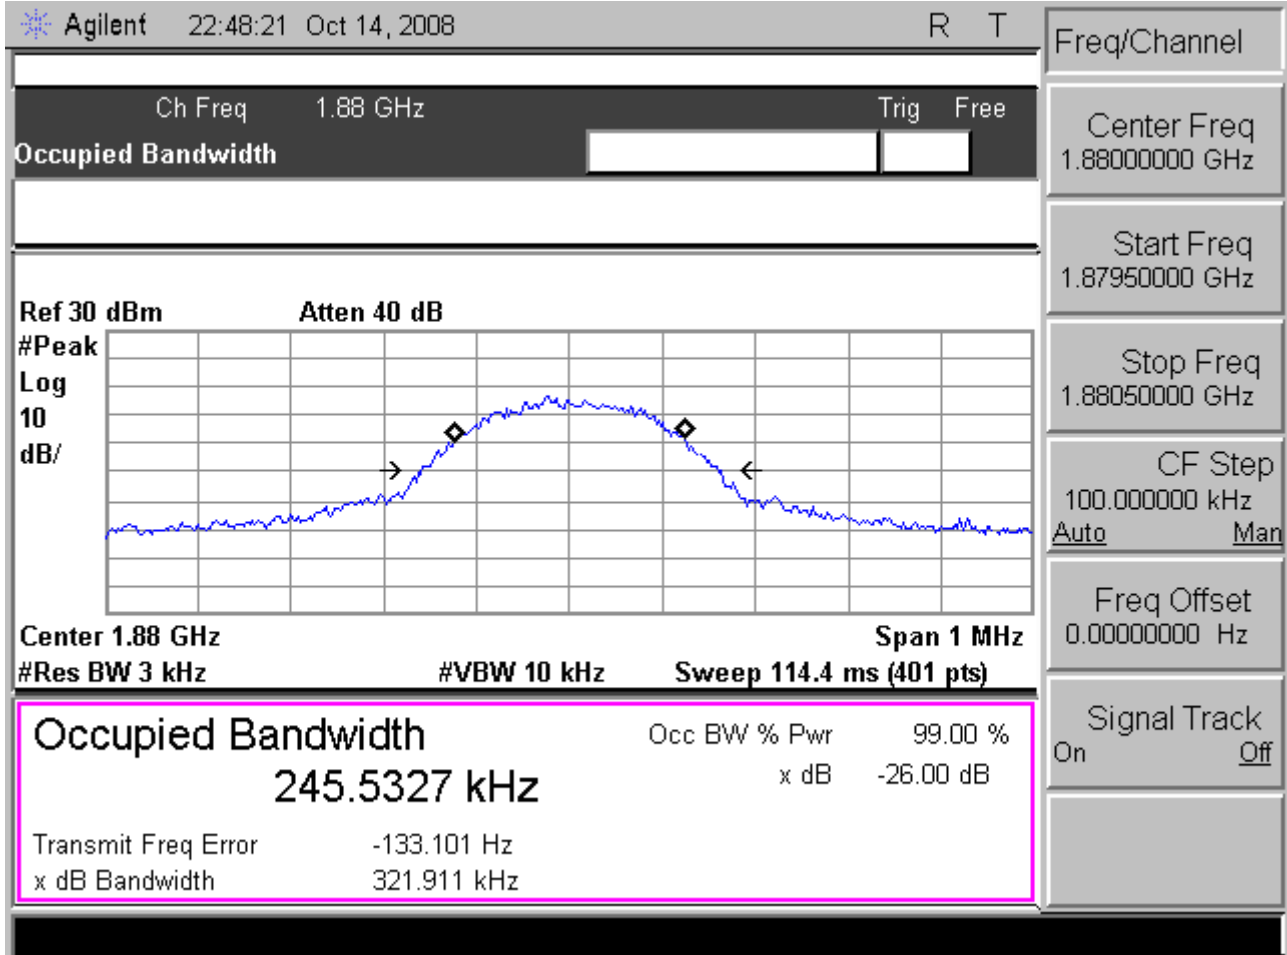 Agilent 22:48:21 Oct 14, 2008 R T
Ch Freq 1.88 GHz Trig Free
Occupied Bandwidth
Ref 30 dBm Atten 40 dB
#Peak
Log
10
dB/
Center 1.88 GHz Span 1 MHz
#Res BW 3 kHz #VBW 10 kHz Sweep 114.4 ms (401 pts)
Occupied Bandwidth Occ BW % Pwr 99.00 %
245.5327 kHz x dB -26.00 dB
Transmit Freq Error -133.101 Hz
x dB Bandwidth 321.911 kHz
Freq/Channel
Center Freq
1.88000000 GHz
Start Freq
1.87950000 GHz
Stop Freq
1.88050000 GHz
CF Step
100.000000 kHz
Auto Man
Freq Offset
0.00000000 Hz
Signal Track
On Off